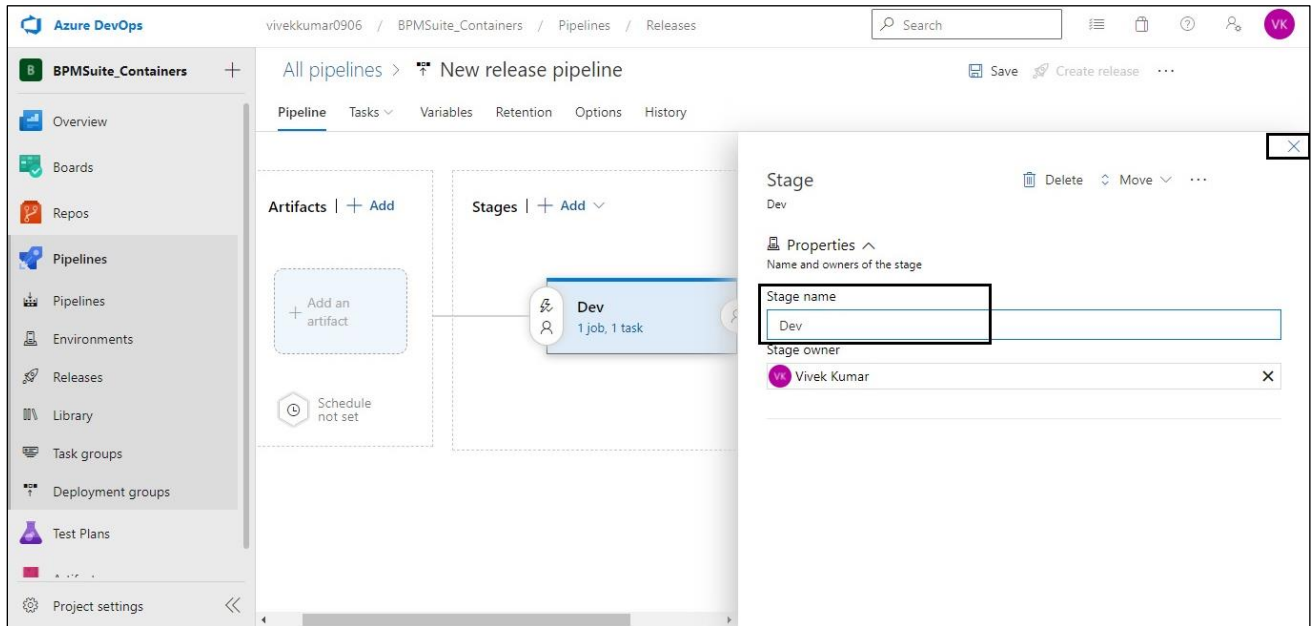 Azure DevOps
vivekkumar0906 / BPMSuite_Containers / Pipelines / Releases
Search
VK
B BPMSuite_Containers
All pipelines > New release pipeline
Save Create release ...
Overview
Boards
Repos
Pipelines
Pipelines
Environments
Releases
Library
Task groups
Deployment groups
Test Plans
Project settings
Pipeline Tasks Variables Retention Options History
Artifacts | + Add
Stages | + Add
+ Add an
artifact
Schedule
not set
Dev
1 job, 1 task
Stage
Delete Move ...
Dev
Properties
Name and owners of the stage
Stage name
Dev
Stage owner
VK Vivek Kumar